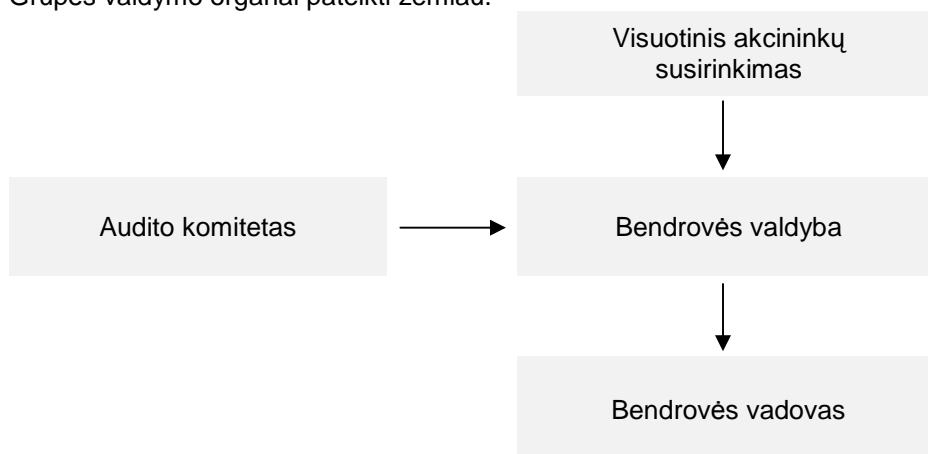 Grupės valdymo organai pateikti žemiau.
Visuotinis akcininkų
susirinkimas
Audito komitetas
Bendrovės valdyba
Bendrovės vadovas